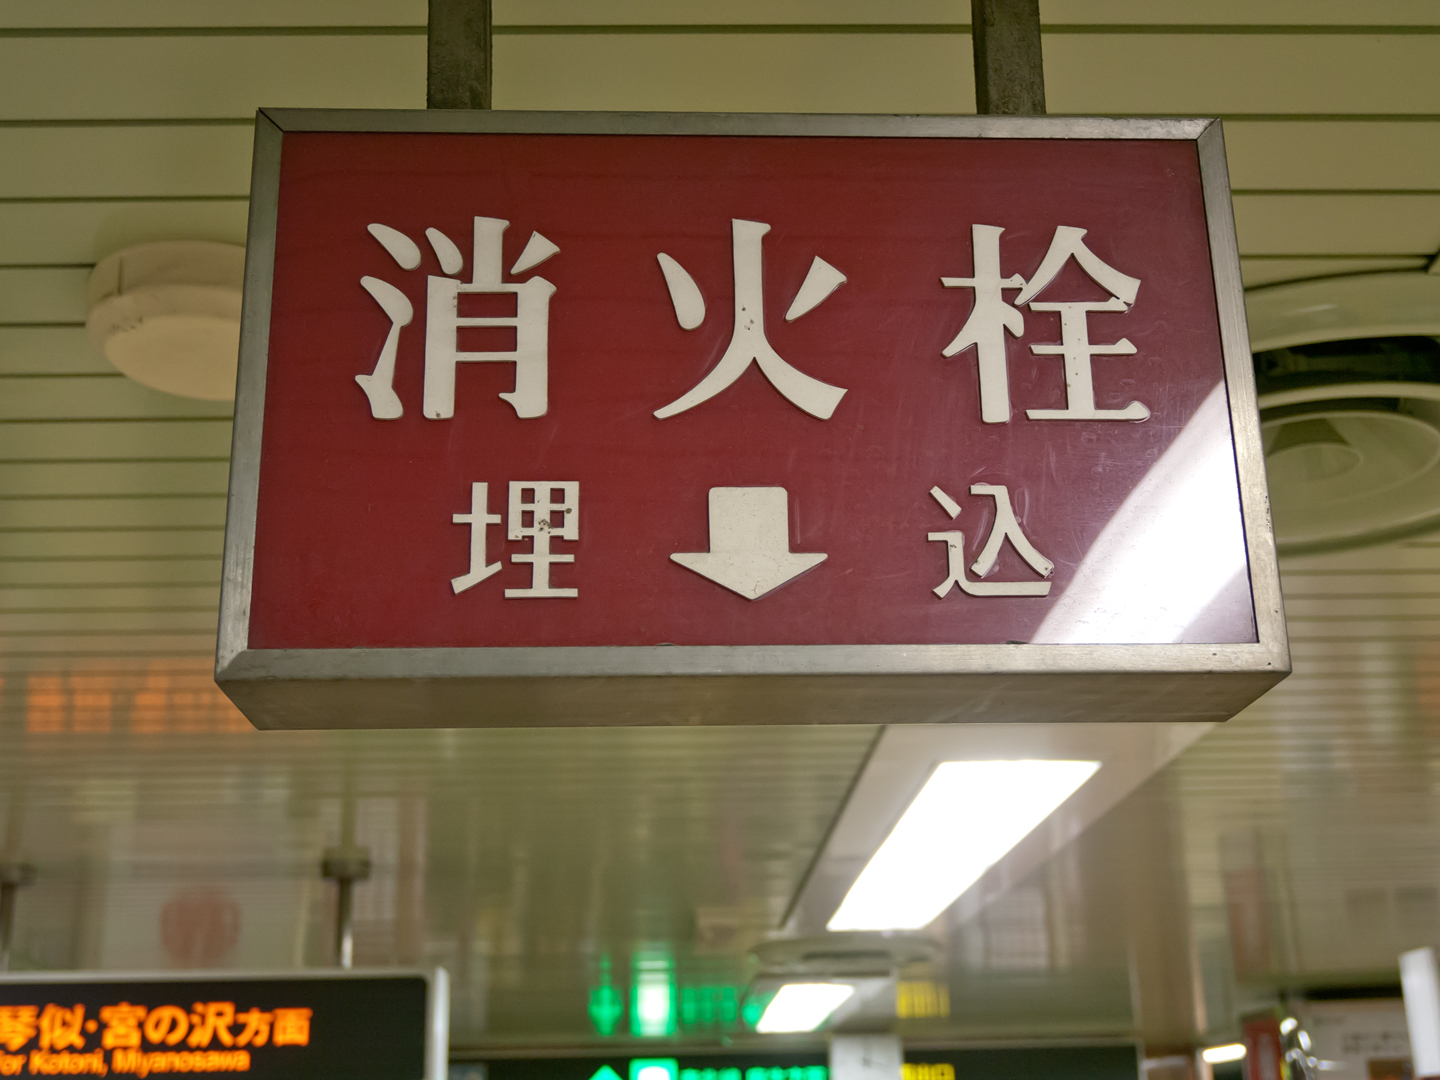 消火栓
埋 込
琴似・宮の沢方面
for Kotoni, Miyanosawa